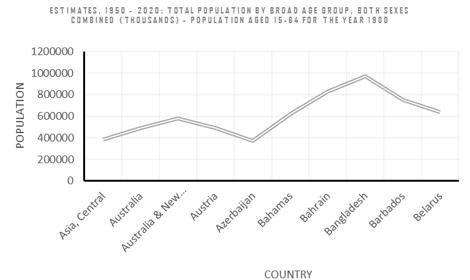 ESTIMATES, 1950 - 2020: TOTAL POPULATION BY BROAD AGE GROUP, BOTH SEXES
COMBINED (THOUSANDS) - POPULATION AGED 15-64 FOR THE YEAR 1980
1200000
1000000
800000
600000
400000
200000
0
POPULATION
Asia, Central
Australia
Australia & New...
Austria
Azerbaijan
Bahamas
Bahrain
Bangladesh
Barbados
Belarus
COUNTRY